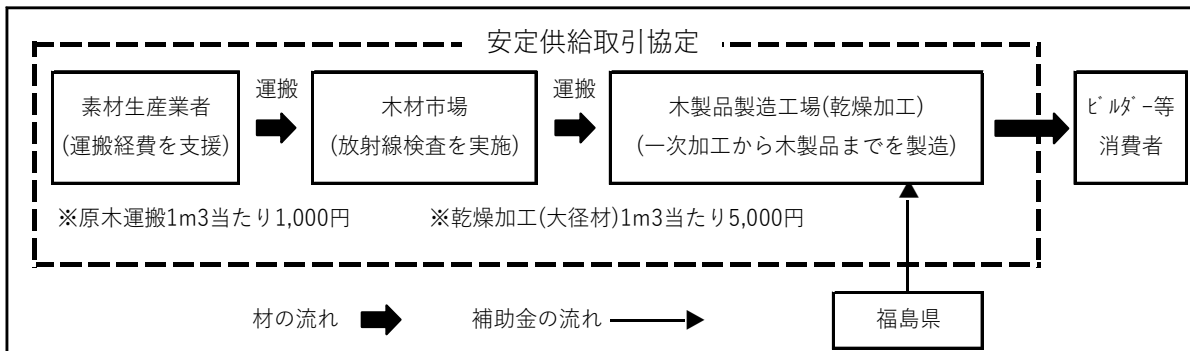 安定供給取引協定
素材生産業者
(運搬経費を支援)
運搬
木材市場
(放射線検査を実施)
運搬
木製品製造工場(乾燥加工)
(一次加工から木製品までを製造)
ﾋﾞﾙﾀﾞｰ等
消費者
※原木運搬1m3当たり1,000円
※乾燥加工(大径材)1m3当たり5,000円
材の流れ
補助金の流れ
福島県